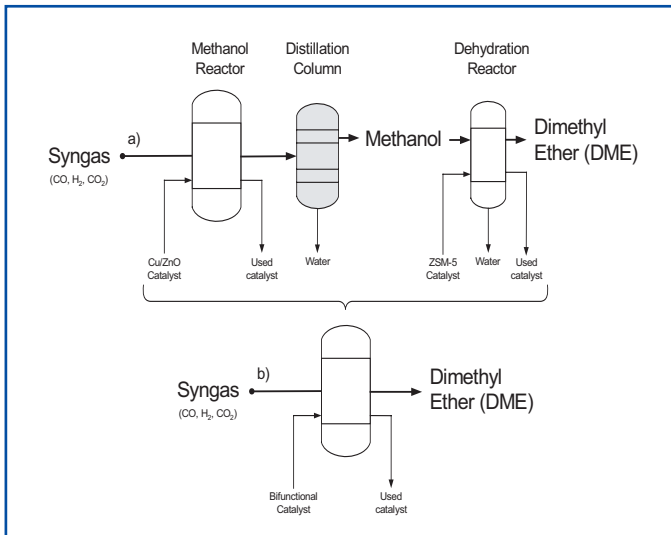 Methanol
Reactor
Distillation
Column
Dehydration
Reactor
a)
Syngas
(CO, H₂, CO₂)
Methanol
Dimethyl
Ether (DME)
Cu/ZnO
Catalyst
Used
catalyst
Water
ZSM-5
Catalyst
Water
Used
catalyst
b)
Syngas
(CO, H₂, CO₂)
Dimethyl
Ether (DME)
Bifunctional
Catalyst
Used
catalyst